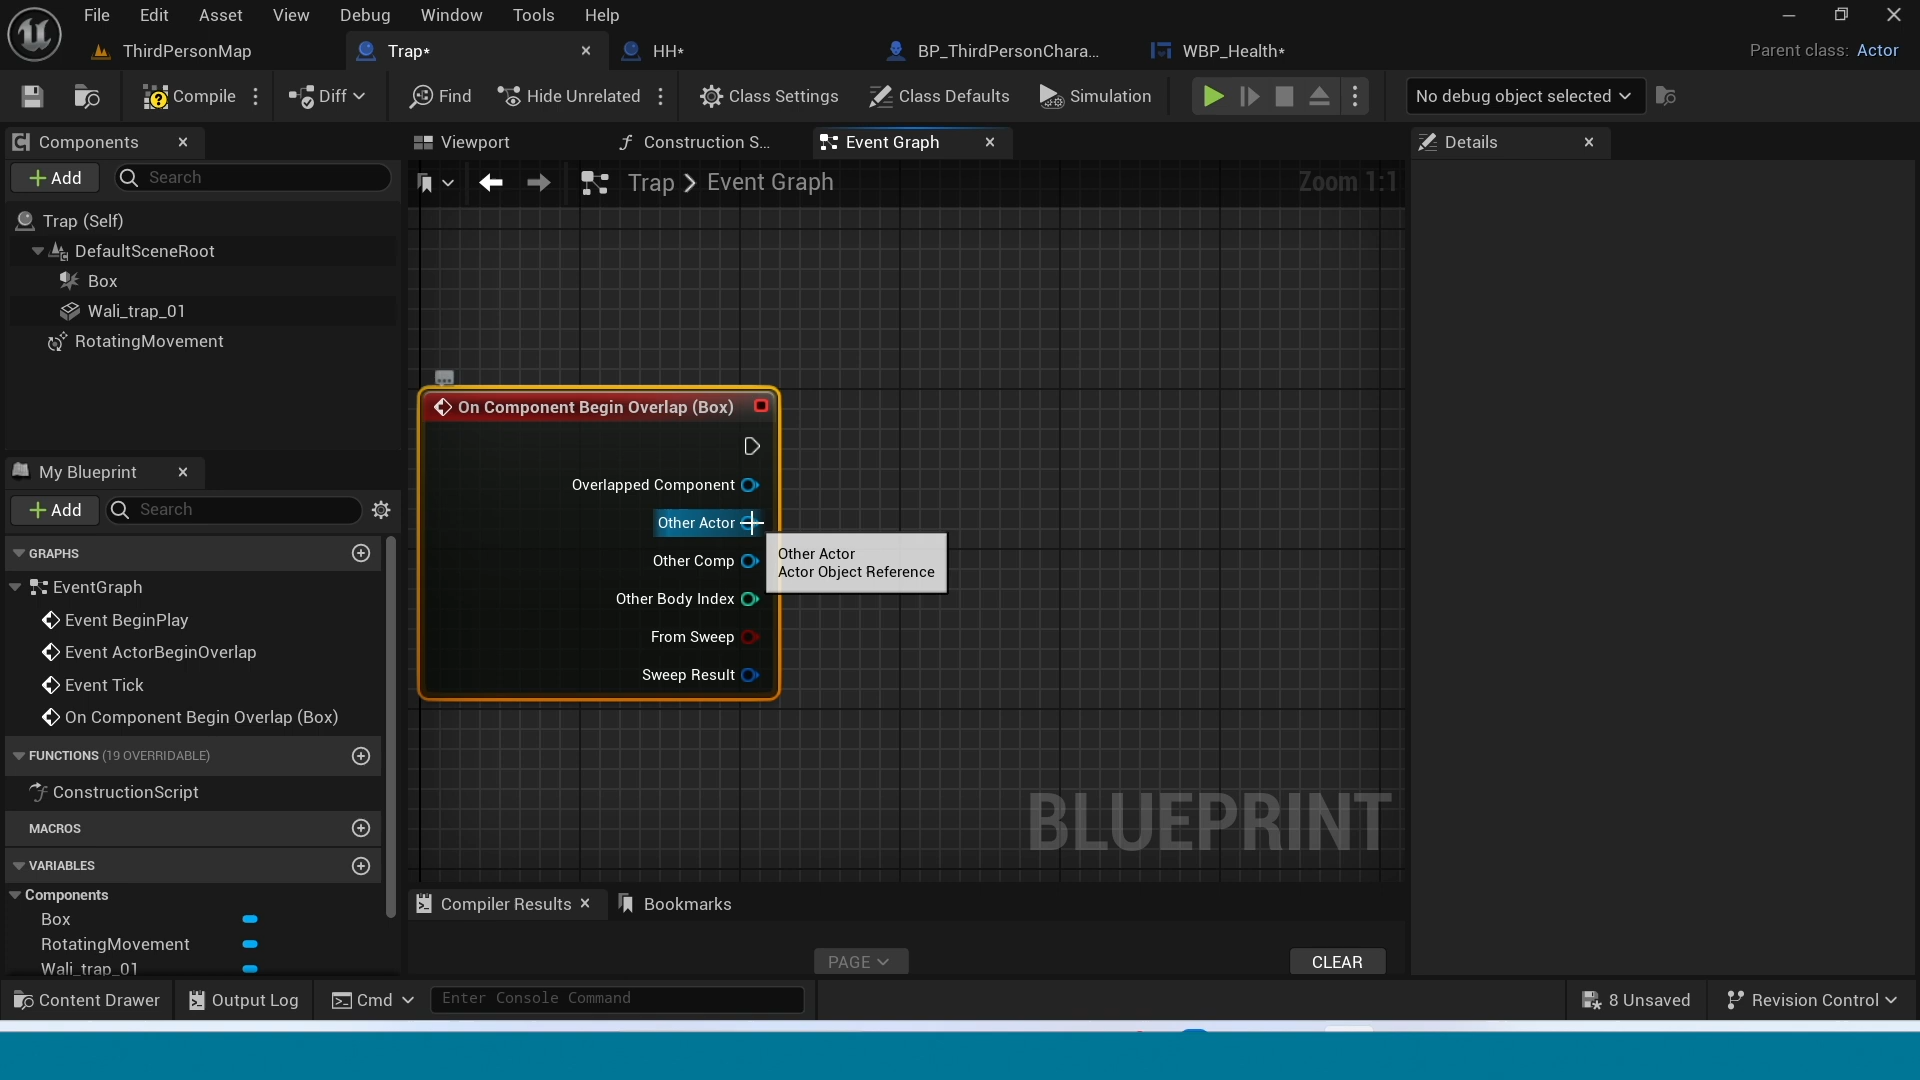 File Edit Asset View Debug Window Tools Help
ThirdPersonMap Trap* HH* BP_ThirdPersonChara... WBP_Health* Parent class: Actor
Compile Diff Find Hide Unrelated Class Settings Class Defaults Simulation No debug object selected
Components Viewport Construction S... Event Graph Details
Add Search
Trap > Event Graph Zoom 1:1
Trap (Self)
DefaultSceneRoot
Box
Wali_trap_01
RotatingMovement
On Component Begin Overlap (Box)
Overlapped Component
Other Actor
Other Comp
Other Body Index
From Sweep
Sweep Result
Other Actor
Actor Object Reference
BLUEPRINT
My Blueprint
Add Search
GRAPHS
EventGraph
Event BeginPlay
Event ActorBeginOverlap
Event Tick
On Component Begin Overlap (Box)
FUNCTIONS (19 OVERRIDABLE)
ConstructionScript
MACROS
VARIABLES
Components
Box
RotatingMovement
Wali_trap_01
Compiler Results Bookmarks
PAGE CLEAR
Content Drawer Output Log Cmd Enter Console Command 8 Unsaved Revision Control